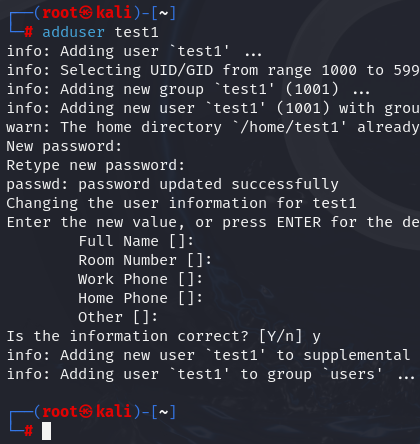 ┌──(root㉿kali)-[~]
└─# adduser test1
info: Adding user `test1' ...
info: Selecting UID/GID from range 1000 to 599
info: Adding new group `test1' (1001) ...
info: Adding new user `test1' (1001) with grou
warn: The home directory `/home/test1' already
New password:
Retype new password:
passwd: password updated successfully
Changing the user information for test1
Enter the new value, or press ENTER for the de
Full Name []:
Room Number []:
Work Phone []:
Home Phone []:
Other []:
Is the information correct? [Y/n] y
info: Adding new user `test1' to supplemental
info: Adding user `test1' to group `users' ...
┌──(root㉿kali)-[~]
└─#